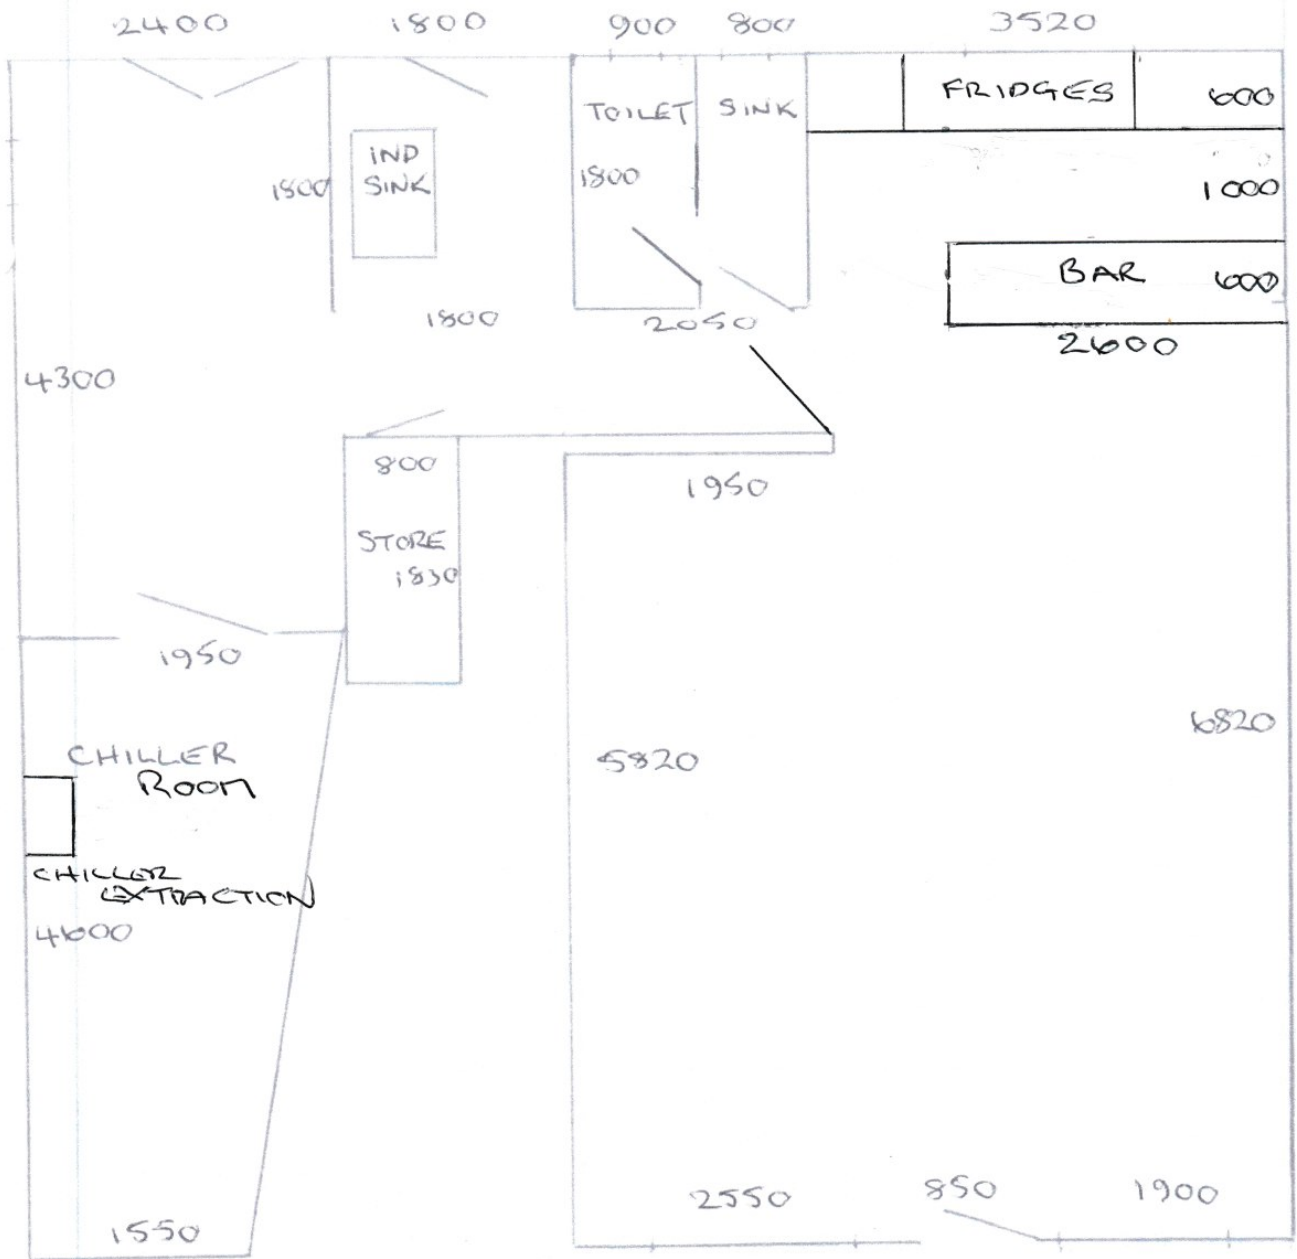 2400 1800 900 800 3520
TOILET SINK FRIDGES 600
IND
SINK
1800 1800 1000
BAR 600
1800 2050
2600
4300
800
1950
STORE
1830
1950
6820
CHILLER
ROOM
5820
CHILLER
EXTRACTION
4600
2550 850 1900
1550